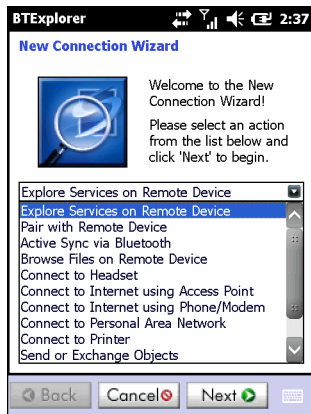 BTExplorer 2:37
New Connection Wizard
Welcome to the New
Connection Wizard!
Please select an action
from the list below and
click 'Next' to begin.
Explore Services on Remote Device
Explore Services on Remote Device
Pair with Remote Device
Active Sync via Bluetooth
Browse Files on Remote Device
Connect to Headset
Connect to Internet using Access Point
Connect to Internet using Phone/Modem
Connect to Personal Area Network
Connect to Printer
Send or Exchange Objects
Back Cancel Next